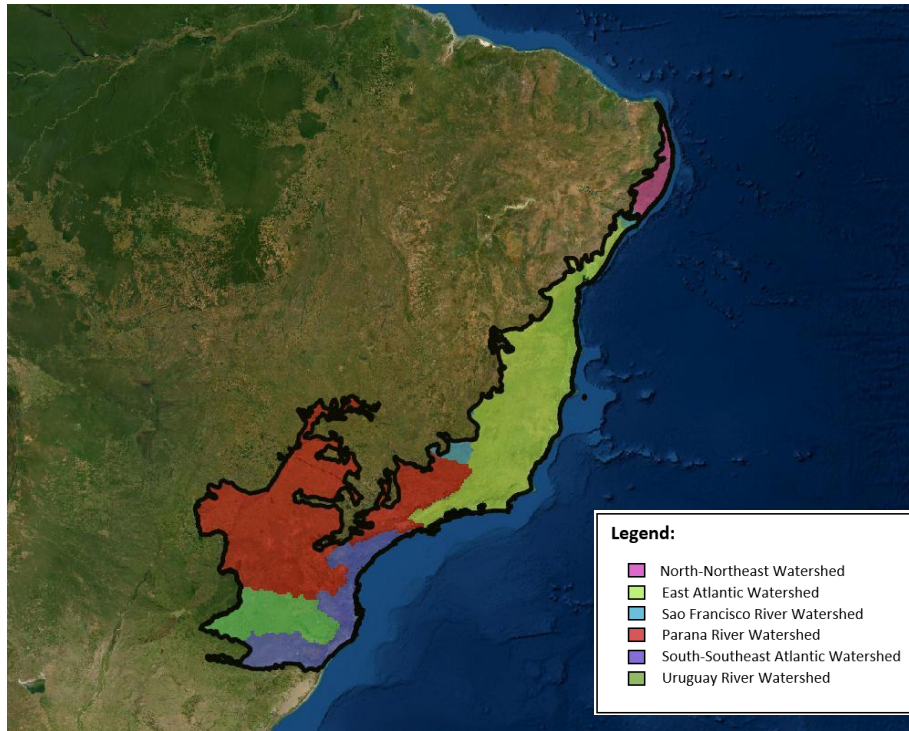 Legend:
North-Northeast Watershed
East Atlantic Watershed
Sao Francisco River Watershed
Parana River Watershed
South-Southeast Atlantic Watershed
Uruguay River Watershed